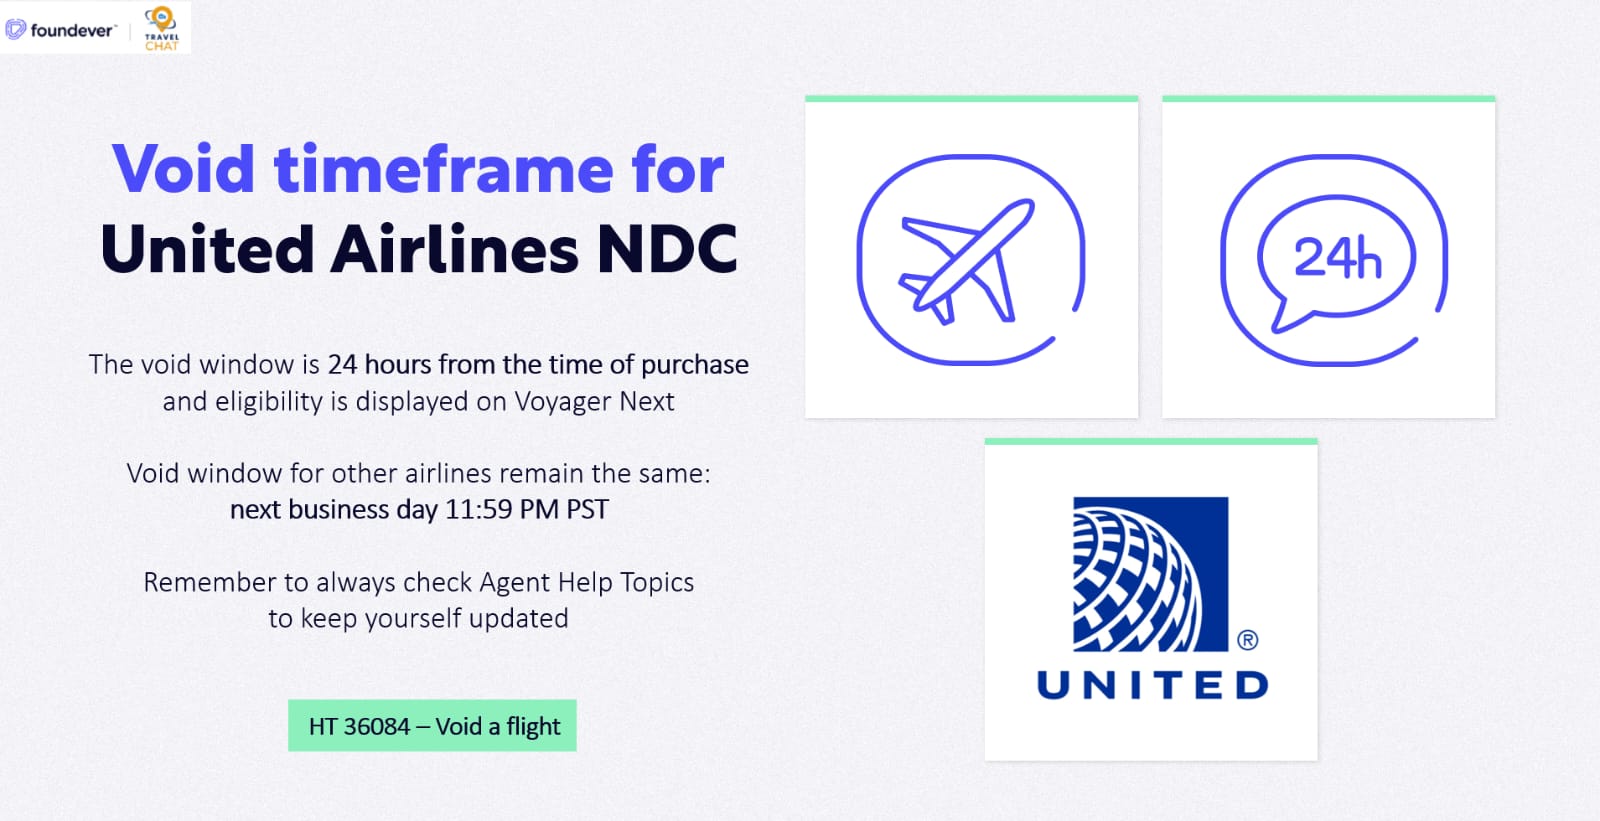 foundever™
TRAVEL
CHAT
Void timeframe for
United Airlines NDC
The void window is 24 hours from the time of purchase
and eligibility is displayed on Voyager Next
Void window for other airlines remain the same:
next business day 11:59 PM PST
Remember to always check Agent Help Topics
to keep yourself updated
HT 36084 – Void a flight
24h
®
UNITED